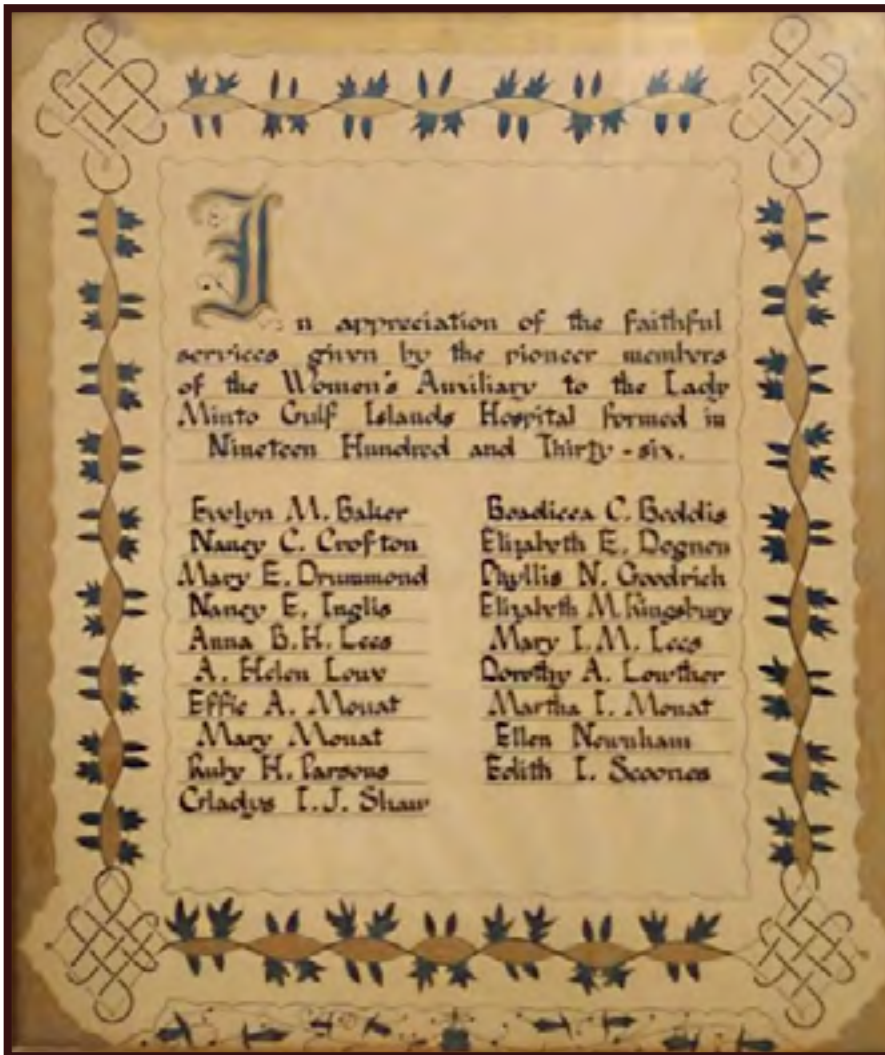 In appreciation of the faithful
services given by the pioneer members
of the Women's Auxiliary to the Lady
Minto Gulf Islands Hospital formed in
Nineteen Hundred and Thirty-six.
Evelyn M. Baker
Nancy C. Crofton
Mary E. Drummond
Nancy E. Inglis
Anna B. H. Lees
A. Helen
Effie A. Mouat
Mary Mouat
Ruby H. Parsons
Gladys I. J. Shaw
Boadicea C. Beddis
Elizabeth E. Degnen
Phyllis N. Goodrich
Elizabeth M. Kingsbury
Mary I. M. Lees
Dorothy A. Lowther
Martha I. Mouat
Ellen Newnham
Edith I. Scoones